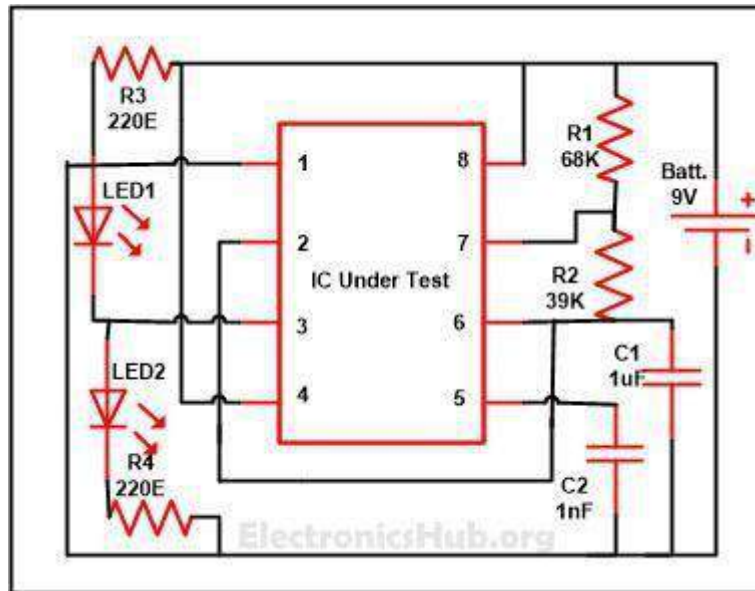 R3
220E
1
8
R1
68K
Batt.
9V
+
-
LED1
2
7
IC Under Test
R2
39K
3
6
LED2
C1
1uF
4
5
R4
220E
C2
1nF
ElectronicsHub.org